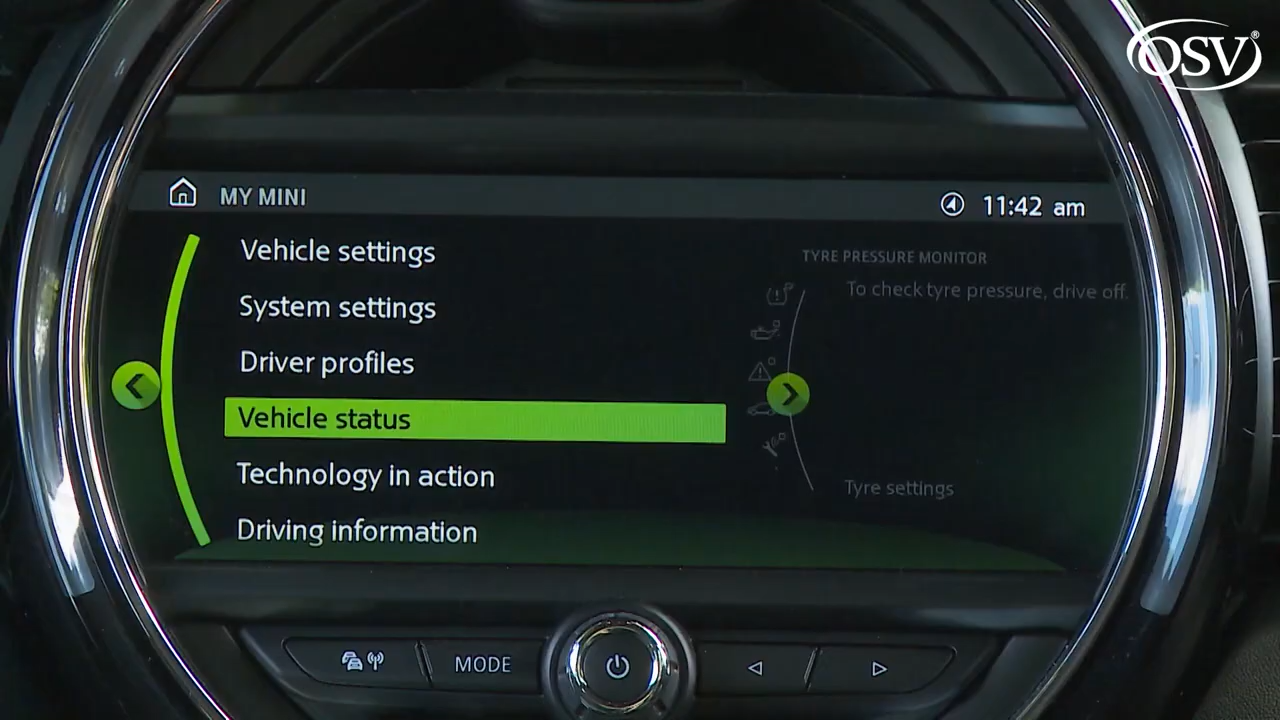 OSV®
MY MINI
11:42 am
Vehicle settings
System settings
Driver profiles
Vehicle status
Technology in action
Driving information
TYRE PRESSURE MONITOR
To check tyre pressure, drive off.
Tyre settings
MODE